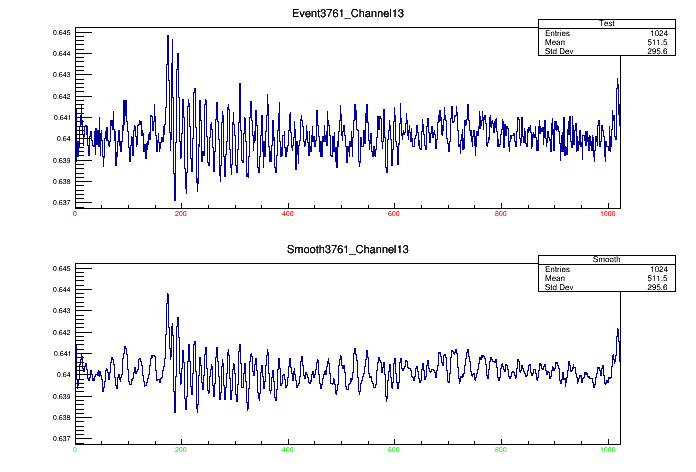 Event3761_Channel13
Test
Entries 1024
Mean 511.5
Std Dev 295.6
0.645
0.644
0.643
0.642
0.641
0.64
0.639
0.638
0.637
0 200 400 600 800 1000
Smooth3761_Channel13
Smooth
Entries 1024
Mean 511.5
Std Dev 295.6
0.645
0.644
0.643
0.642
0.641
0.64
0.639
0.638
0.637
0 200 400 600 800 1000